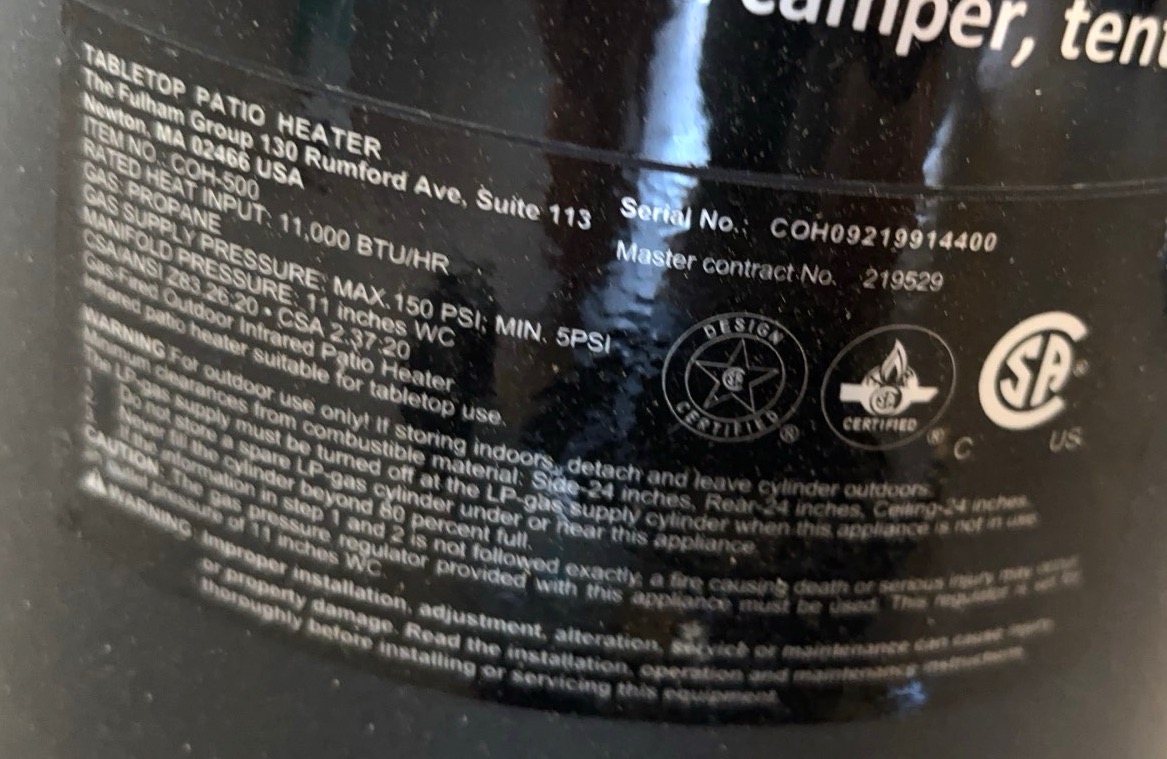 camper, tent
TABLETOP PATIO HEATER
The Fulham Group 130 Rumford Ave, Suite 113
Newton, MA 02466 USA
ITEM NO.: COH-500
RATED HEAT INPUT: 11,000 BTU/HR
GAS: PROPANE
GAS SUPPLY PRESSURE: MAX.150 PSI; MIN. 5PSI
MANIFOLD PRESSURE: 11 inches WC
CSA/ANSI Z83.26:20 • CSA 2.37:20
Gas-Fired Outdoor Infrared Patio Heater
Infrared patio heater suitable for tabletop use.
Serial No.: COH09219914400
Master contract No. 219529
DESIGN
CERTIFIED
®
CERTIFIED
®
C
US
WARNING:For outdoor use only! If storing indoors, detach and leave cylinder outdoors.
Minimum clearances from combustible material: Side-24 inches, Rear-24 inches, Ceiling-24 inches.
The LP-gas supply must be turned off at the LP-gas supply cylinder when this appliance is not in use.
Do not store a spare LP-gas cylinder under or near this appliance.
Never fill the cylinder beyond 80 percent full.
If the information in step 1 and 2 is not followed exactly, a fire causing death or serious injury may occur.
CAUTION: The gas pressure regulator provided with this appliance must be used. This regulator is set for
pressure of 11 inches WC.
WARNING: Improper installation, adjustment, alteration, service or maintenance can cause
or property damage. Read the installation, operation and maintenance instructions
thoroughly before installing or servicing this equipment.